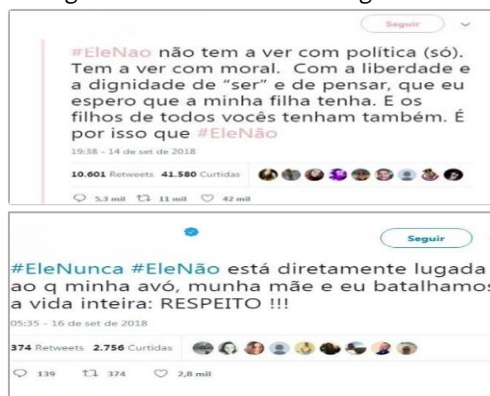 Seguir
#EleNao não tem a ver com política (só).
Tem a ver com moral. Com a liberdade e
a dignidade de “ser” e de pensar, que eu
espero que a minha filha tenha. E os
filhos de todos vocês tenham também. É
por isso que #EleNão
19:38 - 14 de set de 2018
10.601 Retweets 41.580 Curtidas
5,3 mil 11 mil 42 mil
Seguir
#EleNunca #EleNão está diretamente lugada
ao q minha avó, munha mãe e eu batalhamos
a vida inteira: RESPEITO !!!
05:35 - 16 de set de 2018
374 Retweets 2.756 Curtidas
139 374 2,8 mil